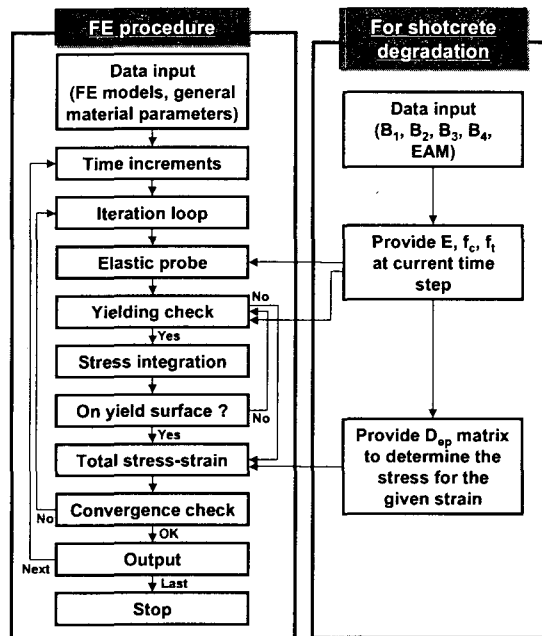 FE procedure
Data input
(FE models, general
material parameters)
Time increments
Iteration loop
Elastic probe
Yielding check
No
Yes
Stress integration
On yield surface ?
No
Yes
Total stress-strain
Convergence check
No
OK
Output
Next
Last
Stop
For shotcrete
degradation
Data input
(B₁, B₂, B₃, B₄,
EAM)
Provide E, f_c, f_t
at current time
step
Provide D_ep matrix
to determine the
stress for the
given strain